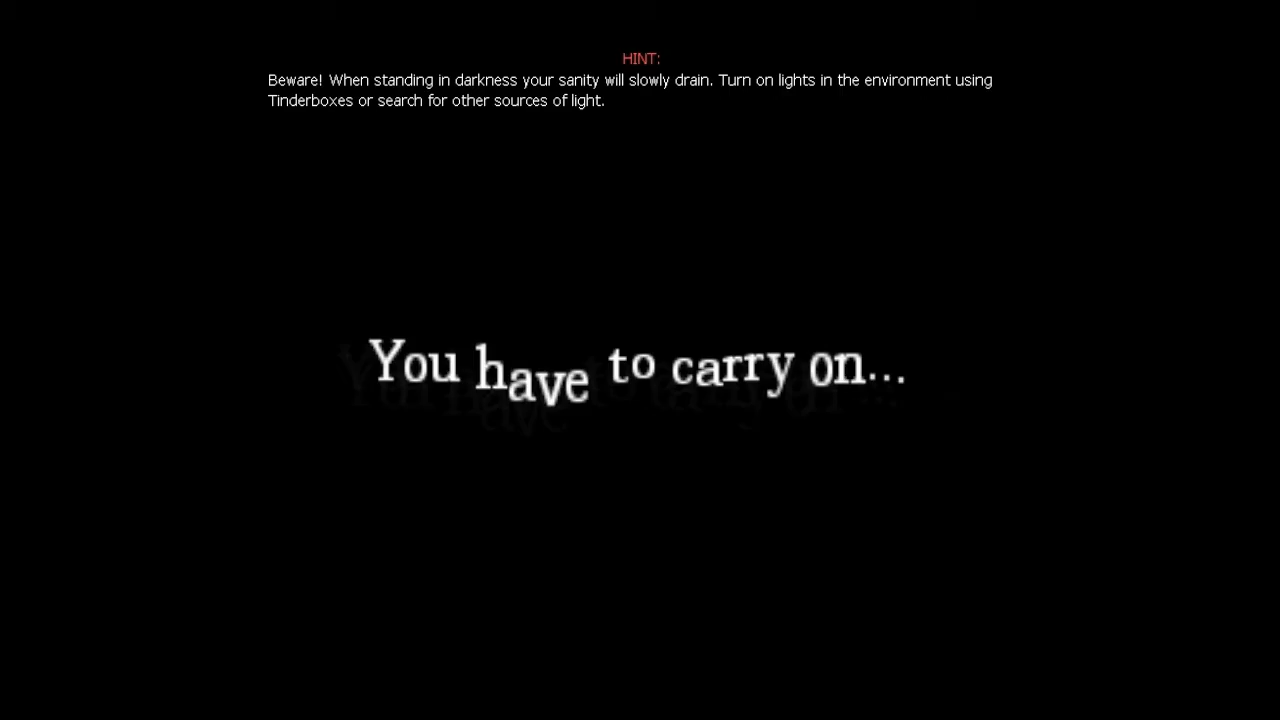 HINT:
Beware! When standing in darkness your sanity will slowly drain. Turn on lights in the environment using
Tinderboxes or search for other sources of light.
You have to carry on...